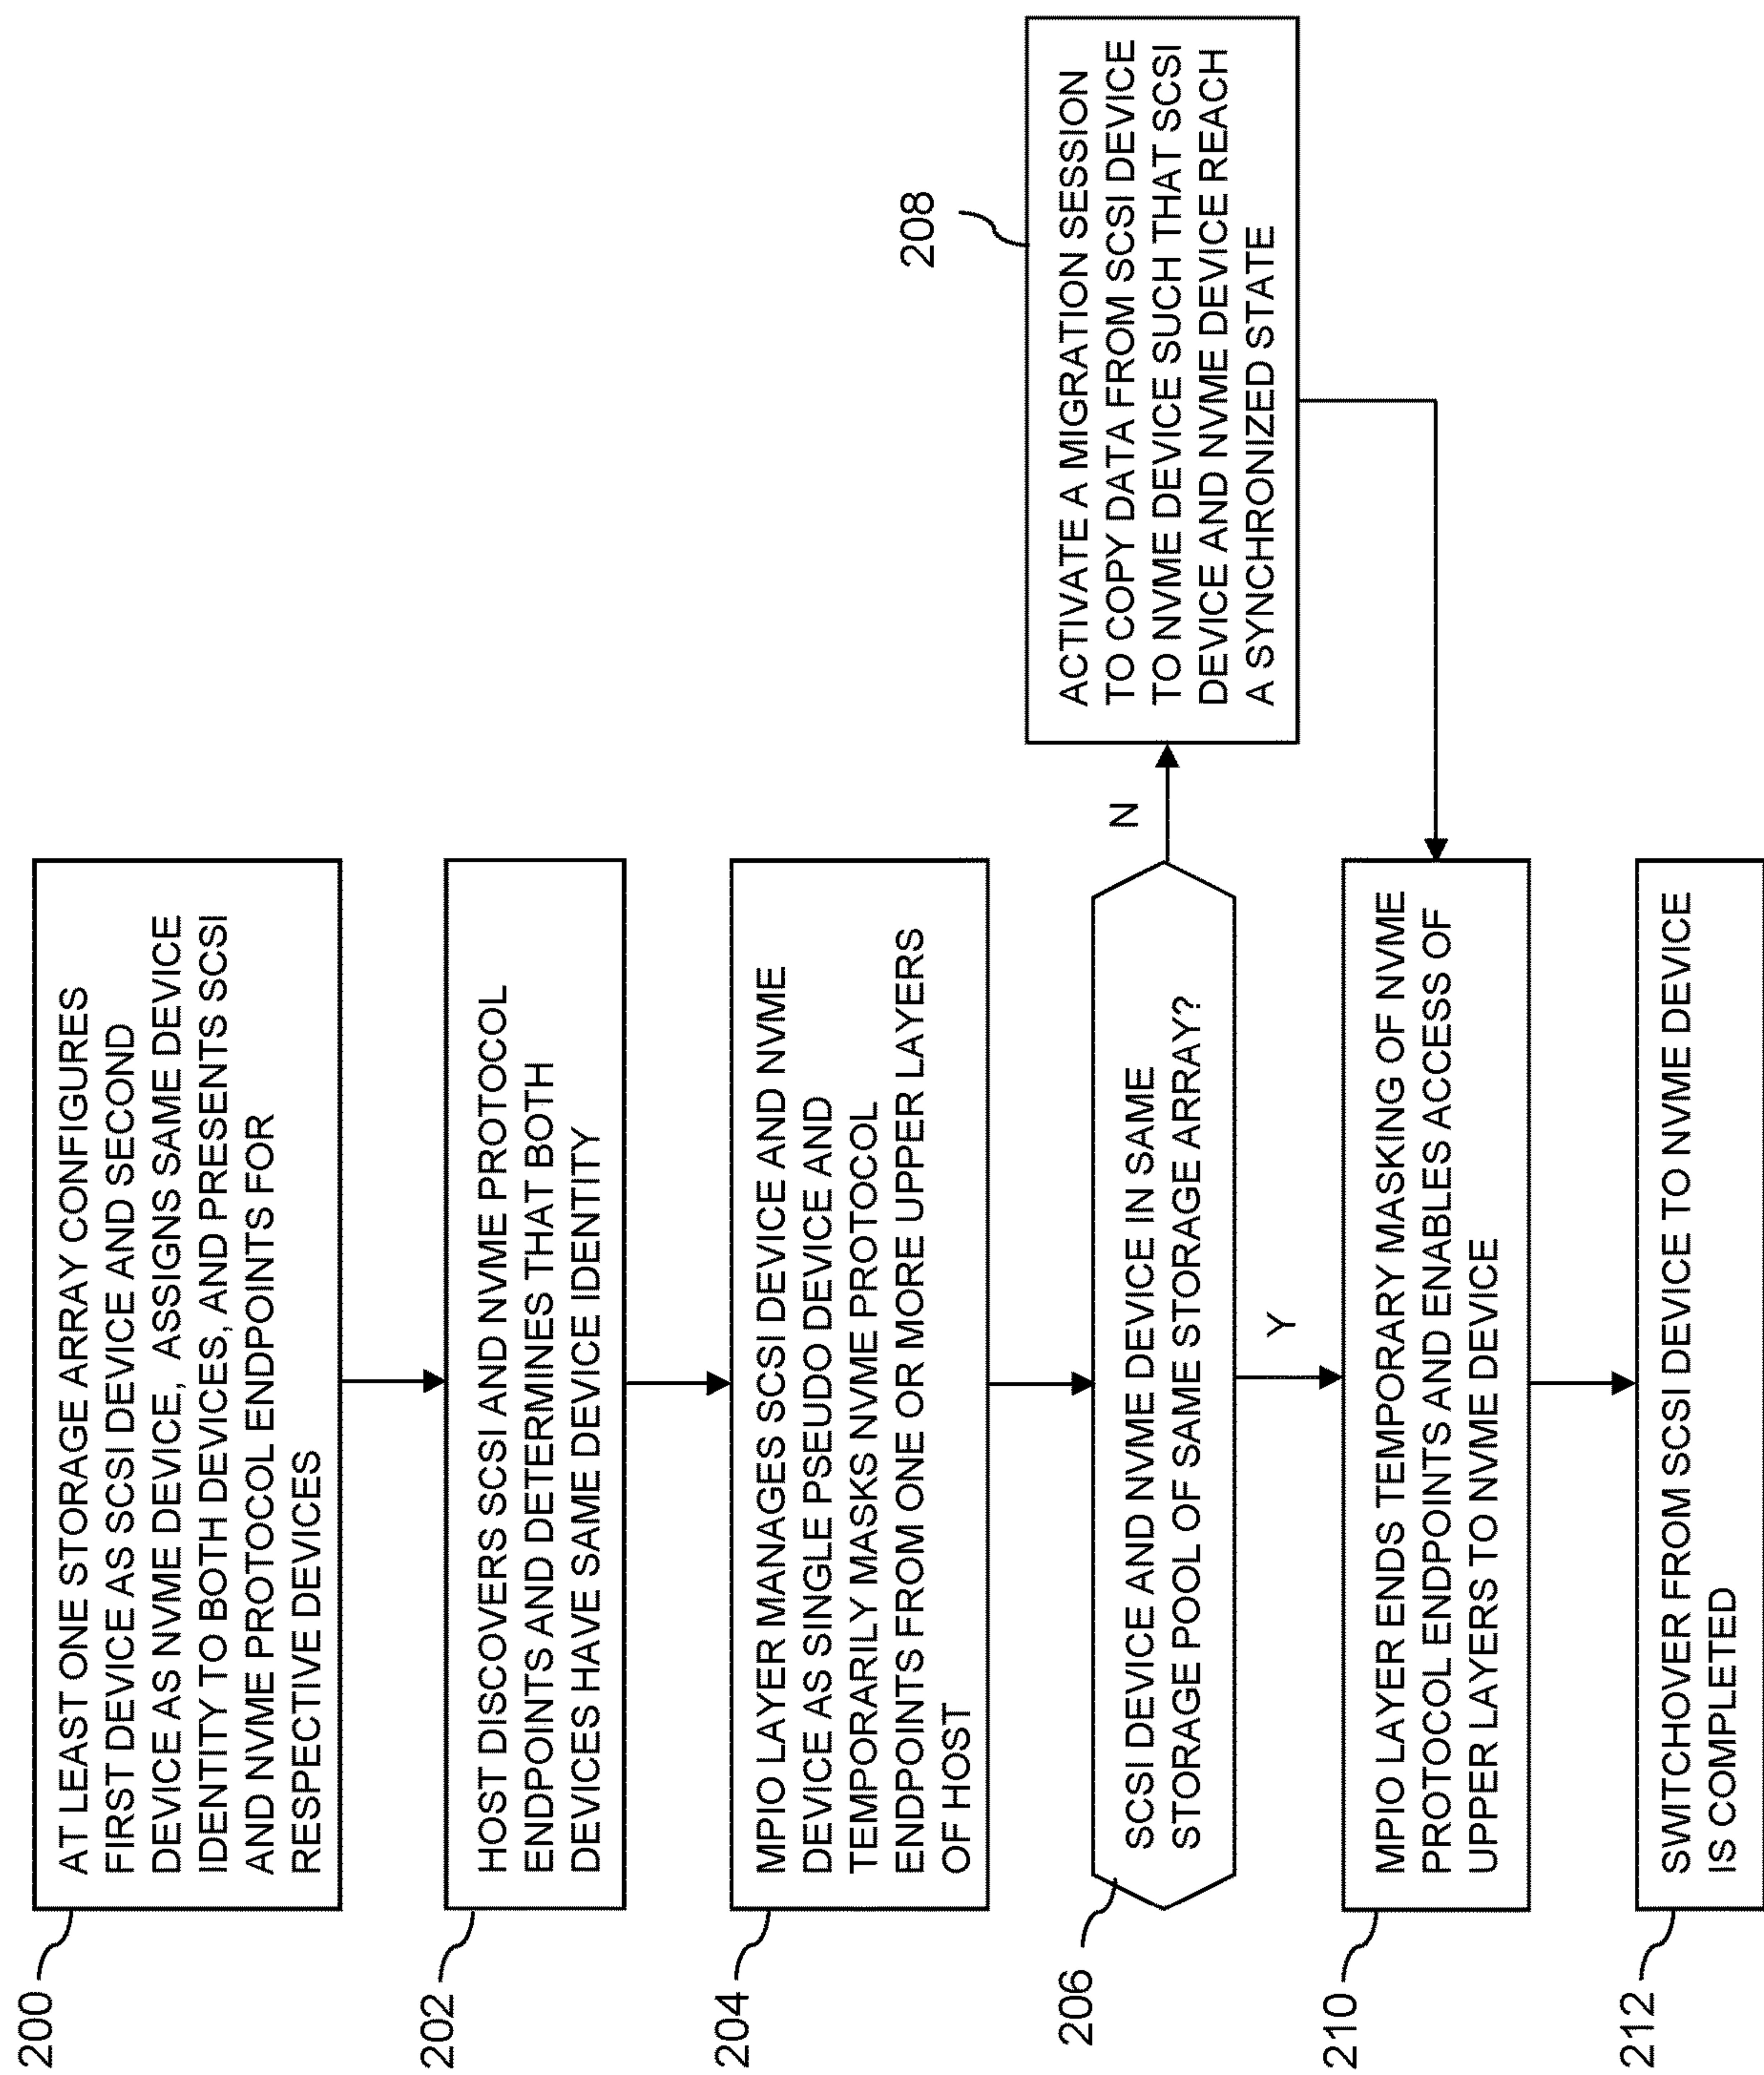 200
AT LEAST ONE STORAGE ARRAY CONFIGURES
FIRST DEVICE AS SCSI DEVICE AND SECOND
DEVICE AS NVME DEVICE, ASSIGNS SAME DEVICE
IDENTITY TO BOTH DEVICES, AND PRESENTS SCSI
AND NVME PROTOCOL ENDPOINTS FOR
RESPECTIVE DEVICES
202
HOST DISCOVERS SCSI AND NVME PROTOCOL
ENDPOINTS AND DETERMINES THAT BOTH
DEVICES HAVE SAME DEVICE IDENTITY
204
MPIO LAYER MANAGES SCSI DEVICE AND NVME
DEVICE AS SINGLE PSEUDO DEVICE AND
TEMPORARILY MASKS NVME PROTOCOL
ENDPOINTS FROM ONE OR MORE UPPER LAYERS
OF HOST
206
SCSI DEVICE AND NVME DEVICE IN SAME
STORAGE POOL OF SAME STORAGE ARRAY?
N
208
ACTIVATE A MIGRATION SESSION
TO COPY DATA FROM SCSI DEVICE
TO NVME DEVICE SUCH THAT SCSI
DEVICE AND NVME DEVICE REACH
A SYNCHRONIZED STATE
Y
210
MPIO LAYER ENDS TEMPORARY MASKING OF NVME
PROTOCOL ENDPOINTS AND ENABLES ACCESS OF
UPPER LAYERS TO NVME DEVICE
212
SWITCHOVER FROM SCSI DEVICE TO NVME DEVICE
IS COMPLETED